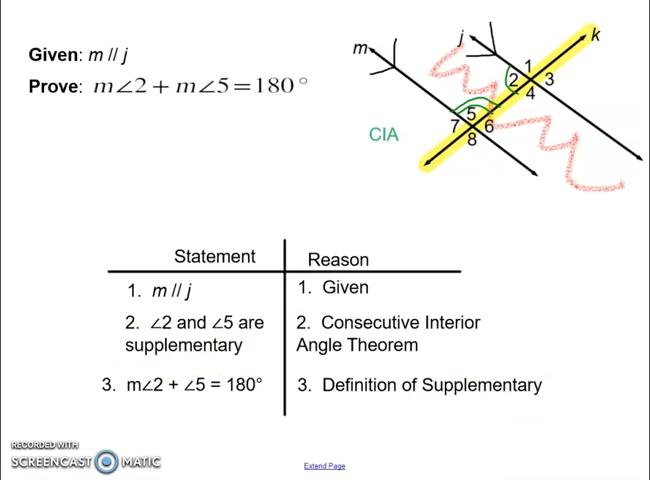 Given: m // j
Prove: m∠2 + m∠5 = 180°
m
j
k
1
2
3
4
5
6
7
8
CIA
Statement
Reason
1. m // j
1. Given
2. ∠2 and ∠5 are
supplementary
2. Consecutive Interior
Angle Theorem
3. m∠2 + ∠5 = 180°
3. Definition of Supplementary
RECORDED WITH
SCREENCAST MATIC
Extend Page